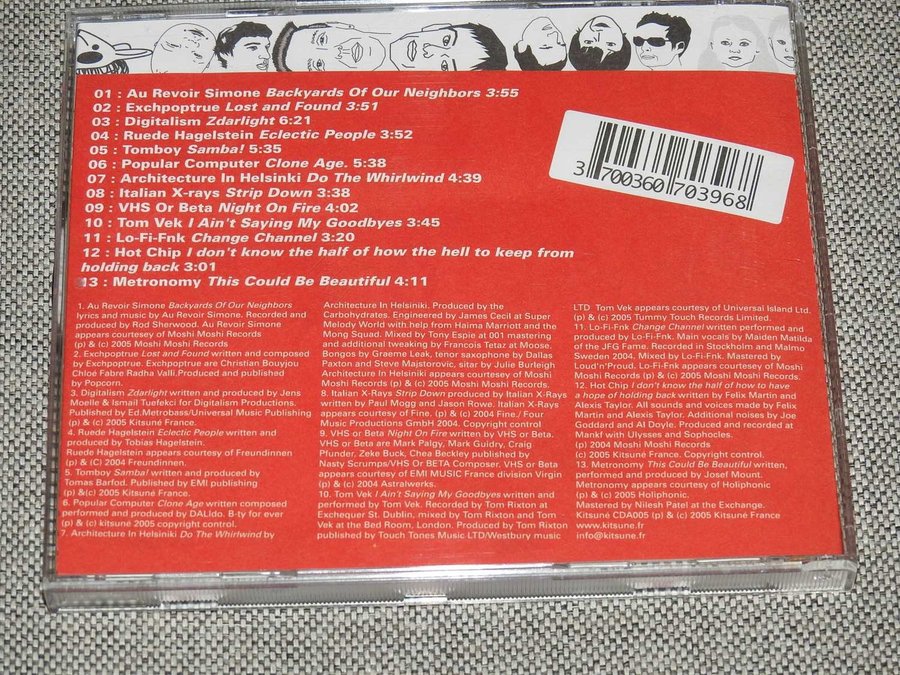 01 : Au Revoir Simone Backyards Of Our Neighbors 3:55
02 : Exchpoptrue Lost and Found 3:51
03 : Digitalism Zdarlight 6:21
04 : Ruede Hagelstein Eclectic People 3:52
05 : Tomboy Samba! 5:35
06 : Popular Computer Clone Age. 5:38
07 : Architecture In Helsinki Do The Whirlwind 4:39
08 : Italian X-rays Strip Down 3:38
09 : VHS Or Beta Night On Fire 4:02
10 : Tom Vek I Ain't Saying My Goodbyes 3:45
11 : Lo-Fi-Fnk Change Channel 3:20
12 : Hot Chip I don't know the half of how the hell to keep from
holding back 3:01
13 : Metronomy This Could Be Beautiful 4:11
3 700360 703968
1. Au Revoir Simone Backyards Of Our Neighbors
lyrics and music by Au Revoir Simone. Recorded and
produced by Rod Sherwood. Au Revoir Simone
appears courtesey of Moshi Moshi Records
(p) & (c) 2005 Moshi Moshi Records
2. Exchpoptrue Lost and Found written and composed
by Exchpoptrue. Exchpoptrue are Christian Bouyjou
Chloé Fabre Radha Valli.Produced and published
by Popcorn.
3. Digitalism Zdarlight written and produced by Jens
Moelle & Ismail Tuefekci for Digitalism Productions.
Published by Ed.Metrobass/Universal Music Publishing
(p) & (c) 2005 Kitsuné France.
4. Ruede Hagelstein Eclectic People written and
produced by Tobias Hagelstein.
Ruede Hagelstein appears courtesy of Freundinnen
(p) & (C) 2004 Freundinnen.
5. Tomboy Samba! written and produced by
Tomas Barfod. Published by EMI publishing
(p) &(c) 2005 Kitsuné France.
6. Popular Computer Clone Age written composed
performed and produced by DALIdo. B-ty for ever
(p) & (c) kitsuné 2005 copyright control.
7. Architecture In Helsinki Do The Whirlwind by
Architecture In Helsinki. Produced by the
Carbohydrates. Engineered by James Cecil at Super
Melody World with help from Haima Marriott and the
Mong Squad. Mixed by Tony Espie at 001 mastering
and additional tweaking by Francois Tetaz at Moose.
Bongos by Graeme Leak, tenor saxophone by Dallas
Paxton and Steve Majstorovic, sitar by Julie Burleigh
Architecture In Helsinki appears courtesy of Moshi
Moshi Records (p) & (c) 2005 Moshi Moshi Records.
8. Italian X-Rays Strip Down produced by Italian X-Rays
written by Paul Mogg and Jason Rowe. Italian X-Rays
appears courtesy of Fine. (p) & 2004 Fine./ Four
Music Productions GmbH 2004. Copyright control
9. VHS or Beta Night On Fire written by VHS or Beta.
VHS or Beta are Mark Palgy, Mark Guidry, Craig
Pfunder, Zeke Buck, Chea Beckley published by
Nasty Scrumps/VHS Or BETA Composer. VHS or Beta
appears courtesy of EMI MUSIC France division Virgin
(p) & (c) 2004 Astralwerks.
10. Tom Vek I Ain't Saying My Goodbyes written and
performed by Tom Vek. Recorded by Tom Rixton at
Exchequer St. Dublin, mixed by Tom Rixton and Tom
Vek at the Bed Room, London. Produced by Tom Rixton
published by Touch Tones Music LTD/Westbury music
LTD Tom Vek appears courtesy of Universal Island Ltd.
(p) & (c) 2005 Tummy Touch Records Limited.
11. Lo-Fi-Fnk Change Channel written performed and
produced by Lo-Fi-Fnk. Main vocals by Maiden Matilda
of the JFG Fame. Recorded in Stockholm and Malmo
Sweden 2004. Mixed by Lo-Fi-Fnk. Mastered by
Loud'n'Proud. Lo-Fi-Fnk appears courtesey of Moshi
Moshi Records (p) & (c) 2005 Moshi Moshi Records.
12. Hot Chip I don't know the half of how to have
a hope of holding back written by Felix Martin and
Alexis Taylor. All sounds and voices made by Felix
Martin and Alexis Taylor. Additional noises by Joe
Goddard and Al Doyle. Produced and recorded at
Mankf with Ulysses and Sophocles.
(p) 2004 Moshi Moshi Records
(c) 2005 Kitsuné France. Copyright control.
13. Metronomy This Could Be Beautiful written,
performed and produced by Josef Mount.
Metronomy appears courtesy of Holiphonic
(p) & (c) 2005 Holiphonic.
Mastered by Nilesh Patel at the Exchange.
Kitsuné CDA005 (p) & (c) 2005 Kitsuné France
www.kitsune.fr
info@kitsune.fr